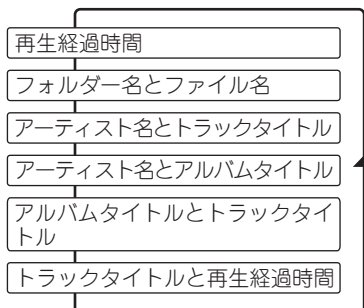 再生経過時間
フォルダー名とファイル名
アーティスト名とトラックタイトル
アーティスト名とアルバムタイトル
アルバムタイトルとトラックタイ
トル
トラックタイトルと再生経過時間